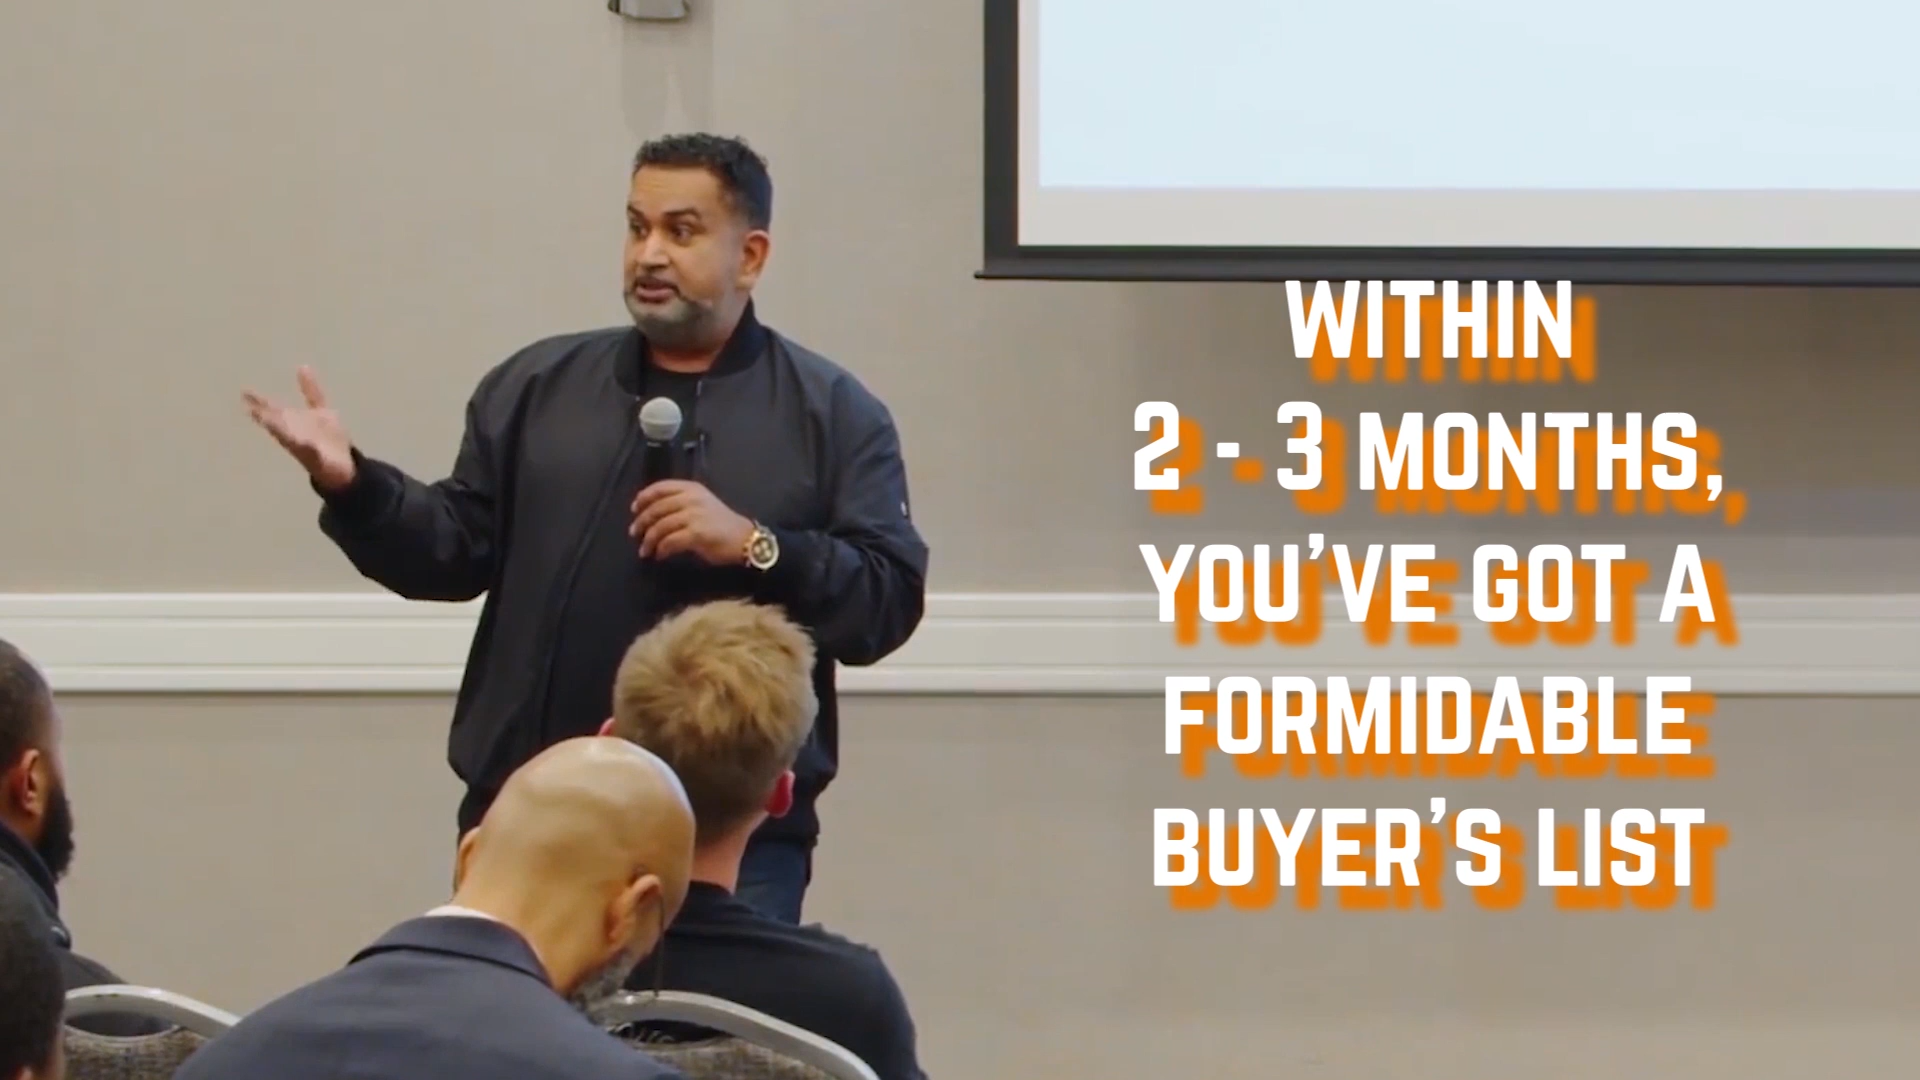 WITHIN
2 - 3 MONTHS,
YOU'VE GOT A
FORMIDABLE
BUYER'S LIST